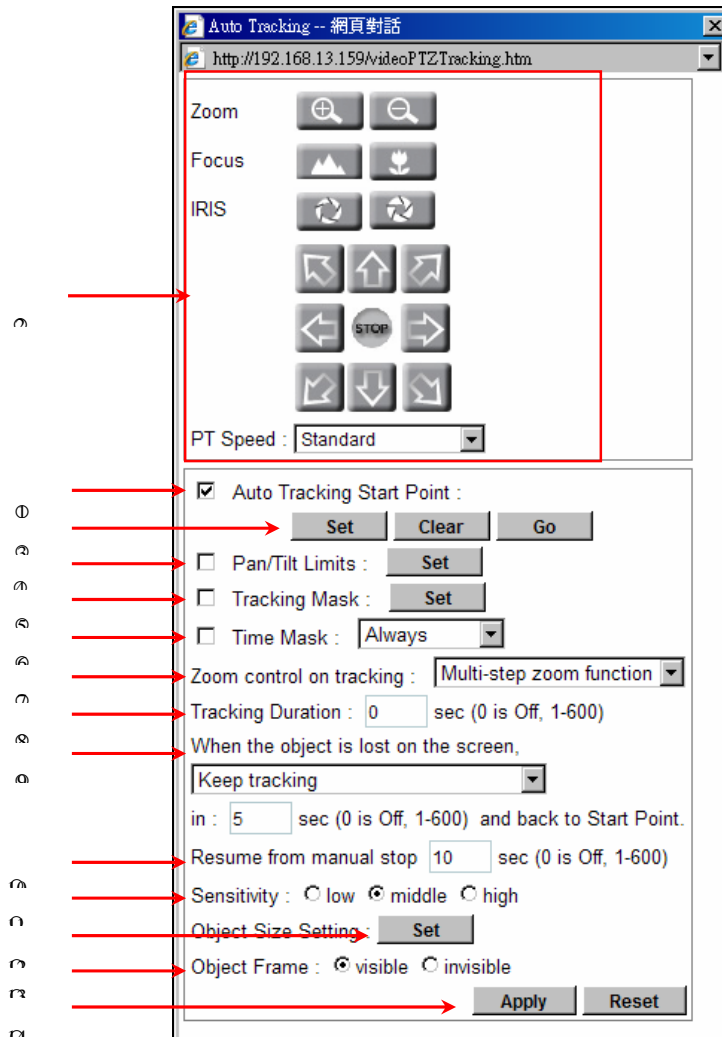 Auto Tracking -- 網頁對話
http://192.168.13.159/videoPTZTracking.htm
Zoom
Focus
IRIS
STOP
PT Speed : Standard
Auto Tracking Start Point :
Set Clear Go
①
Pan/Tilt Limits : Set
Tracking Mask : Set
Time Mask : Always
Zoom control on tracking : Multi-step zoom function
Tracking Duration : 0 sec (0 is Off, 1-600)
When the object is lost on the screen,
Keep tracking
in : 5 sec (0 is Off, 1-600) and back to Start Point.
Resume from manual stop 10 sec (0 is Off, 1-600)
Sensitivity : low middle high
Object Size Setting : Set
Object Frame : visible invisible
Apply Reset